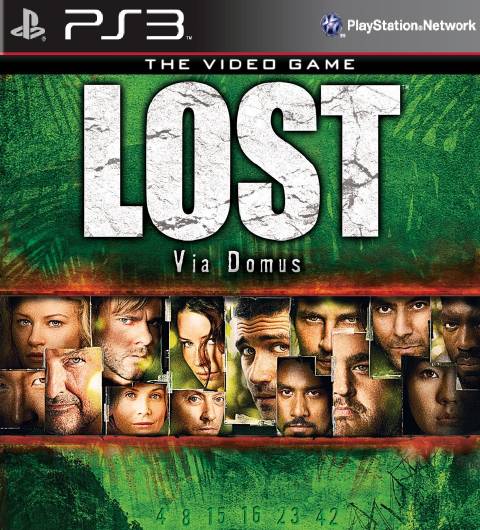 PS3
PlayStation®Network
THE VIDEO GAME
LOST
Via Domus
4 8 15 16 23 42